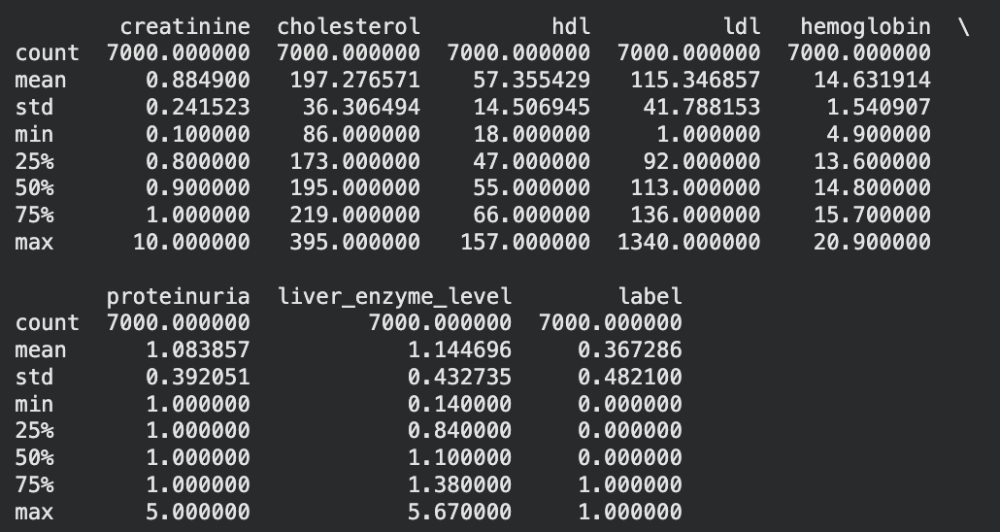 creatinine cholesterol hdl ldl hemoglobin \
count 7000.000000 7000.000000 7000.000000 7000.000000 7000.000000
mean 0.884900 197.276571 57.355429 115.346857 14.631914
std 0.241523 36.306494 14.506945 41.788153 1.540907
min 0.100000 86.000000 18.000000 1.000000 4.900000
25% 0.800000 173.000000 47.000000 92.000000 13.600000
50% 0.900000 195.000000 55.000000 113.000000 14.800000
75% 1.000000 219.000000 66.000000 136.000000 15.700000
max 10.000000 395.000000 157.000000 1340.000000 20.900000
proteinuria liver_enzyme_level label
count 7000.000000 7000.000000 7000.000000
mean 1.083857 1.144696 0.367286
std 0.392051 0.432735 0.482100
min 1.000000 0.140000 0.000000
25% 1.000000 0.840000 0.000000
50% 1.000000 1.100000 0.000000
75% 1.000000 1.380000 1.000000
max 5.000000 5.670000 1.000000